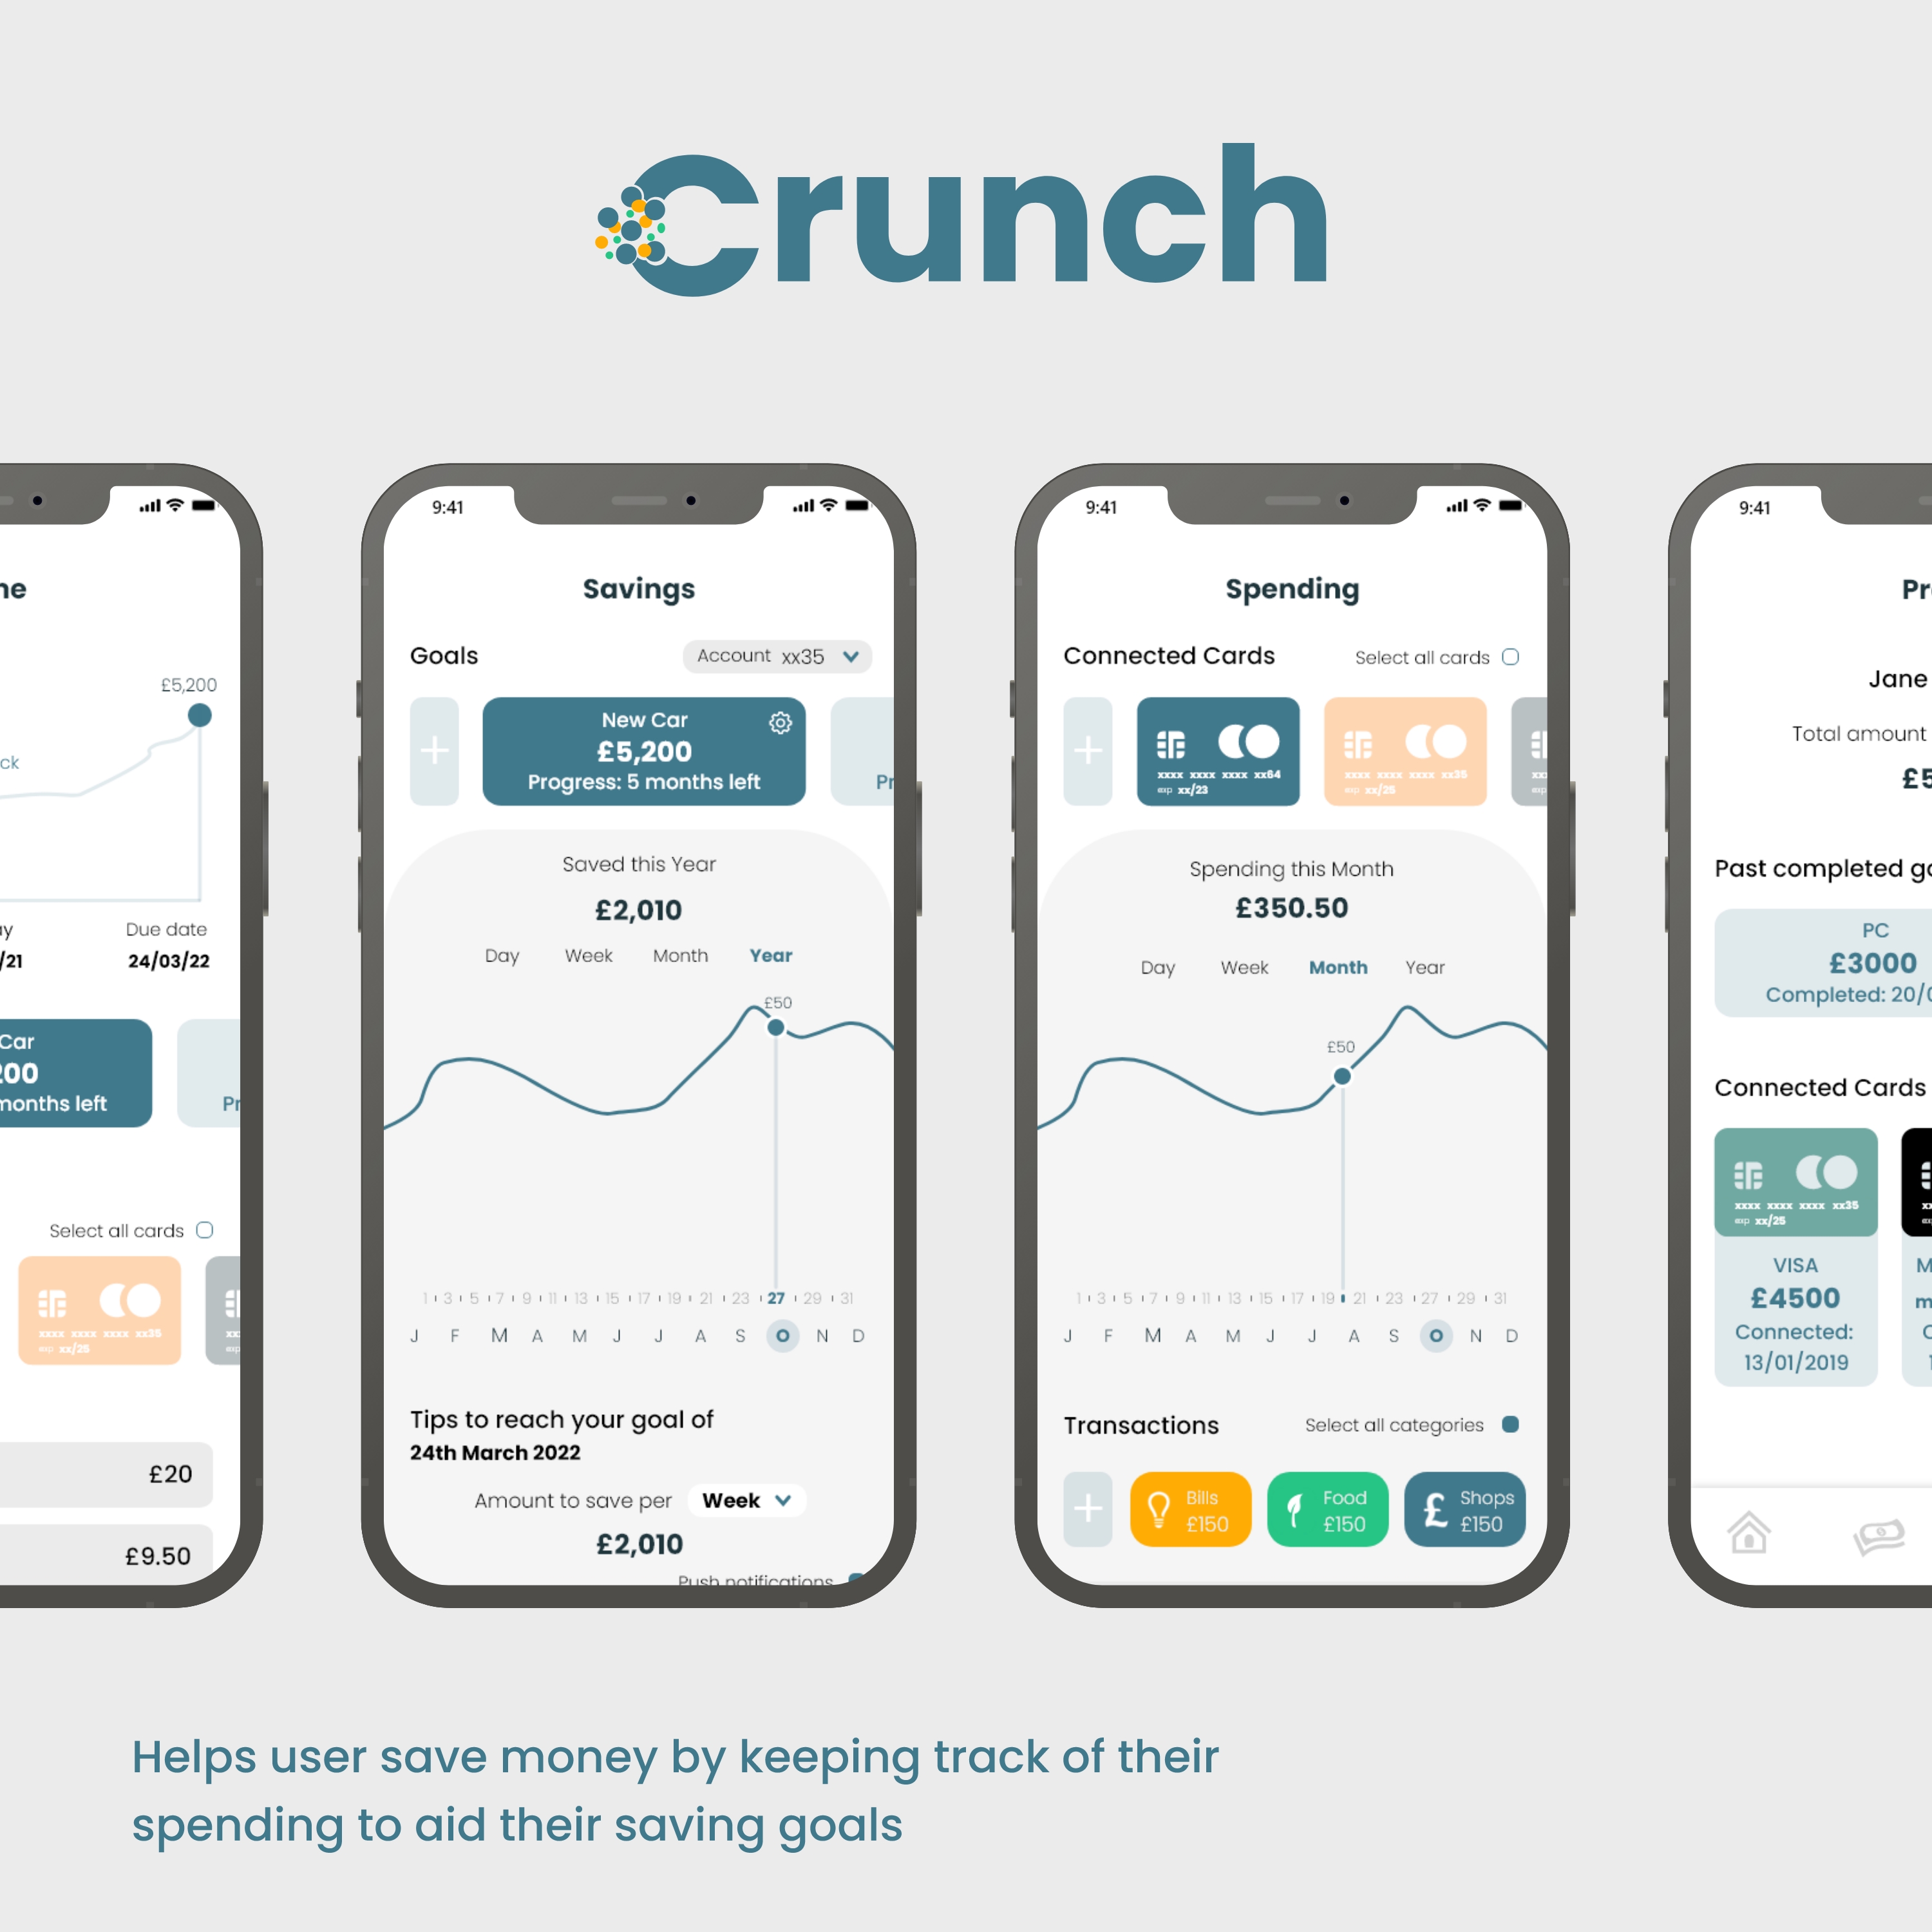 Crunch
£5,200
Due date
24/03/22
/21
Car
months left
Select all cards
xxxx xxxx xxxx xx35
exp xx/25
£20
£9.50
9:41
Savings
Goals
Account xx35
New Car
£5,200
Progress: 5 months left
Saved this Year
£2,010
Day Week Month Year
£50
1 3 5 7 9 11 13 15 17 19 21 23 27 29 31
J F M A M J J A S O N D
Tips to reach your goal of
24th March 2022
Amount to save per Week
£2,010
Push notifications
9:41
Spending
Connected Cards
Select all cards
xxxx xxxx xxxx xx64
exp xx/23
xxxx xxxx xxxx xx35
exp xx/25
Spending this Month
£350.50
Day Week Month Year
£50
1 3 5 7 9 11 13 15 17 19 21 23 27 29 31
J F M A M J J A S O N D
Transactions
Select all categories
Bills
£150
Food
£150
Shops
£150
9:41
Jane
Total amount
Past completed
PC
£3000
Completed: 20/
Connected Cards
xxxx xxxx xxxx xx35
exp xx/25
VISA
£4500
Connected:
13/01/2019
Helps user save money by keeping track of their
spending to aid their saving goals